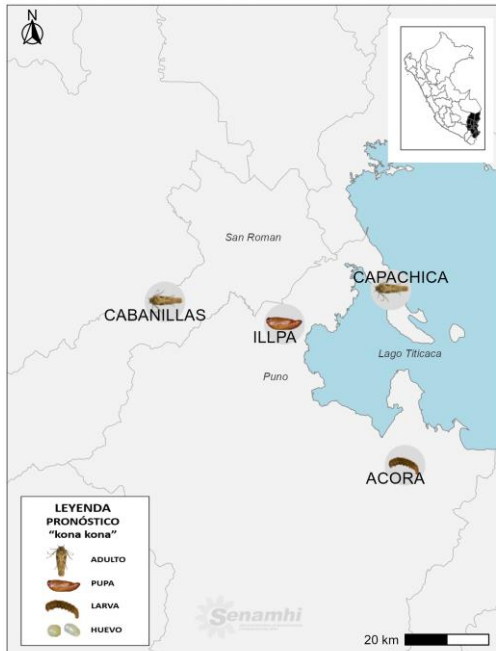 N
San Roman
CAPACHICA
CABANILLAS
ILLPA
Lago Titicaca
Puno
ACORA
LEYENDA
PRONÓSTICO
“kona kona”
ADULTO
PUPA
LARVA
HUEVO
Senamhi
20 km